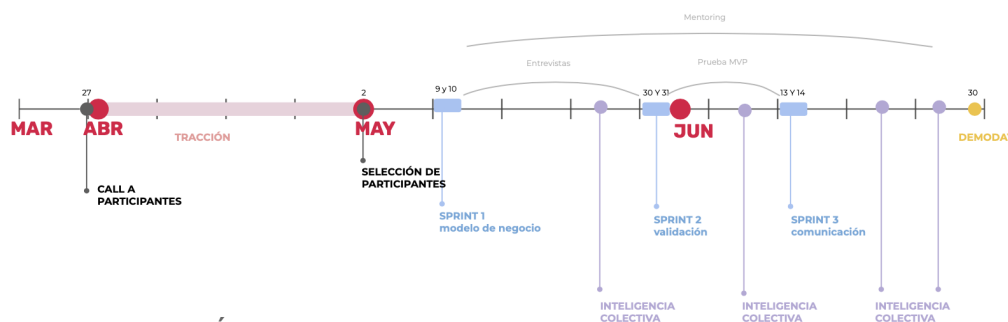 Mentoring
Entrevistas
Prueba MVP
27
2
9 y 10
30 Y 31
13 Y 14
30
MAR
ABR
MAY
JUN
TRACCIÓN
DEMODA
CALL A
PARTICIPANTES
SELECCIÓN DE
PARTICIPANTES
SPRINT 1
modelo de negocio
SPRINT 2
validación
SPRINT 3
comunicación
INTELIGENCIA
COLECTIVA
INTELIGENCIA
COLECTIVA
INTELIGENCIA
COLECTIVA